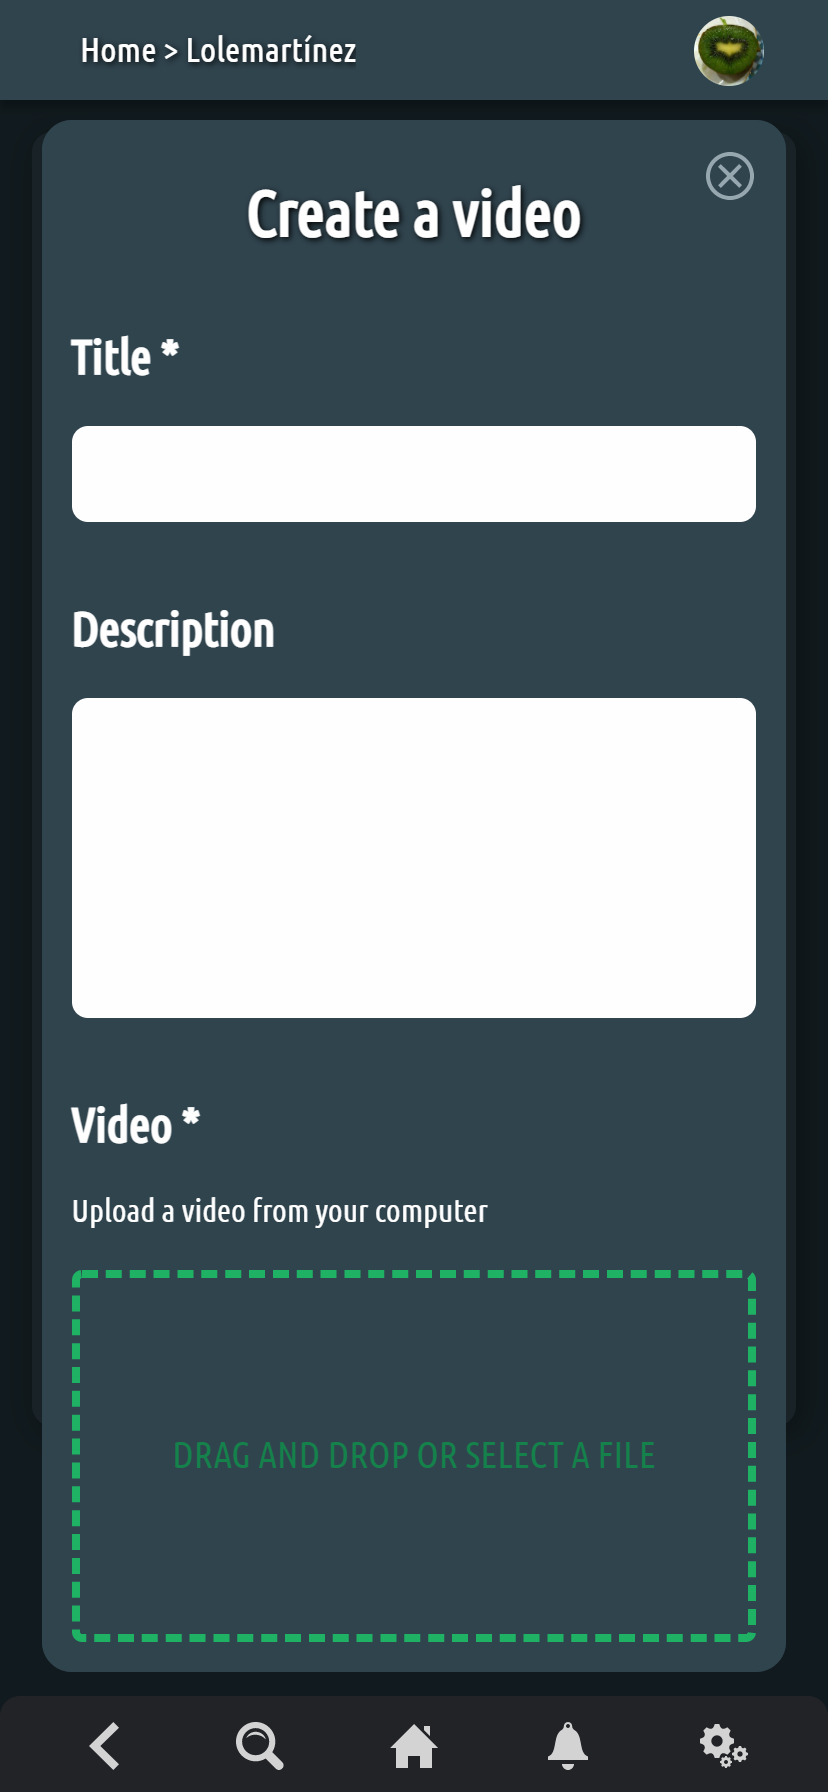 Home > Lolemartínez
Create a video
Title *
Description
Video *
Upload a video from your computer
DRAG AND DROP OR SELECT A FILE